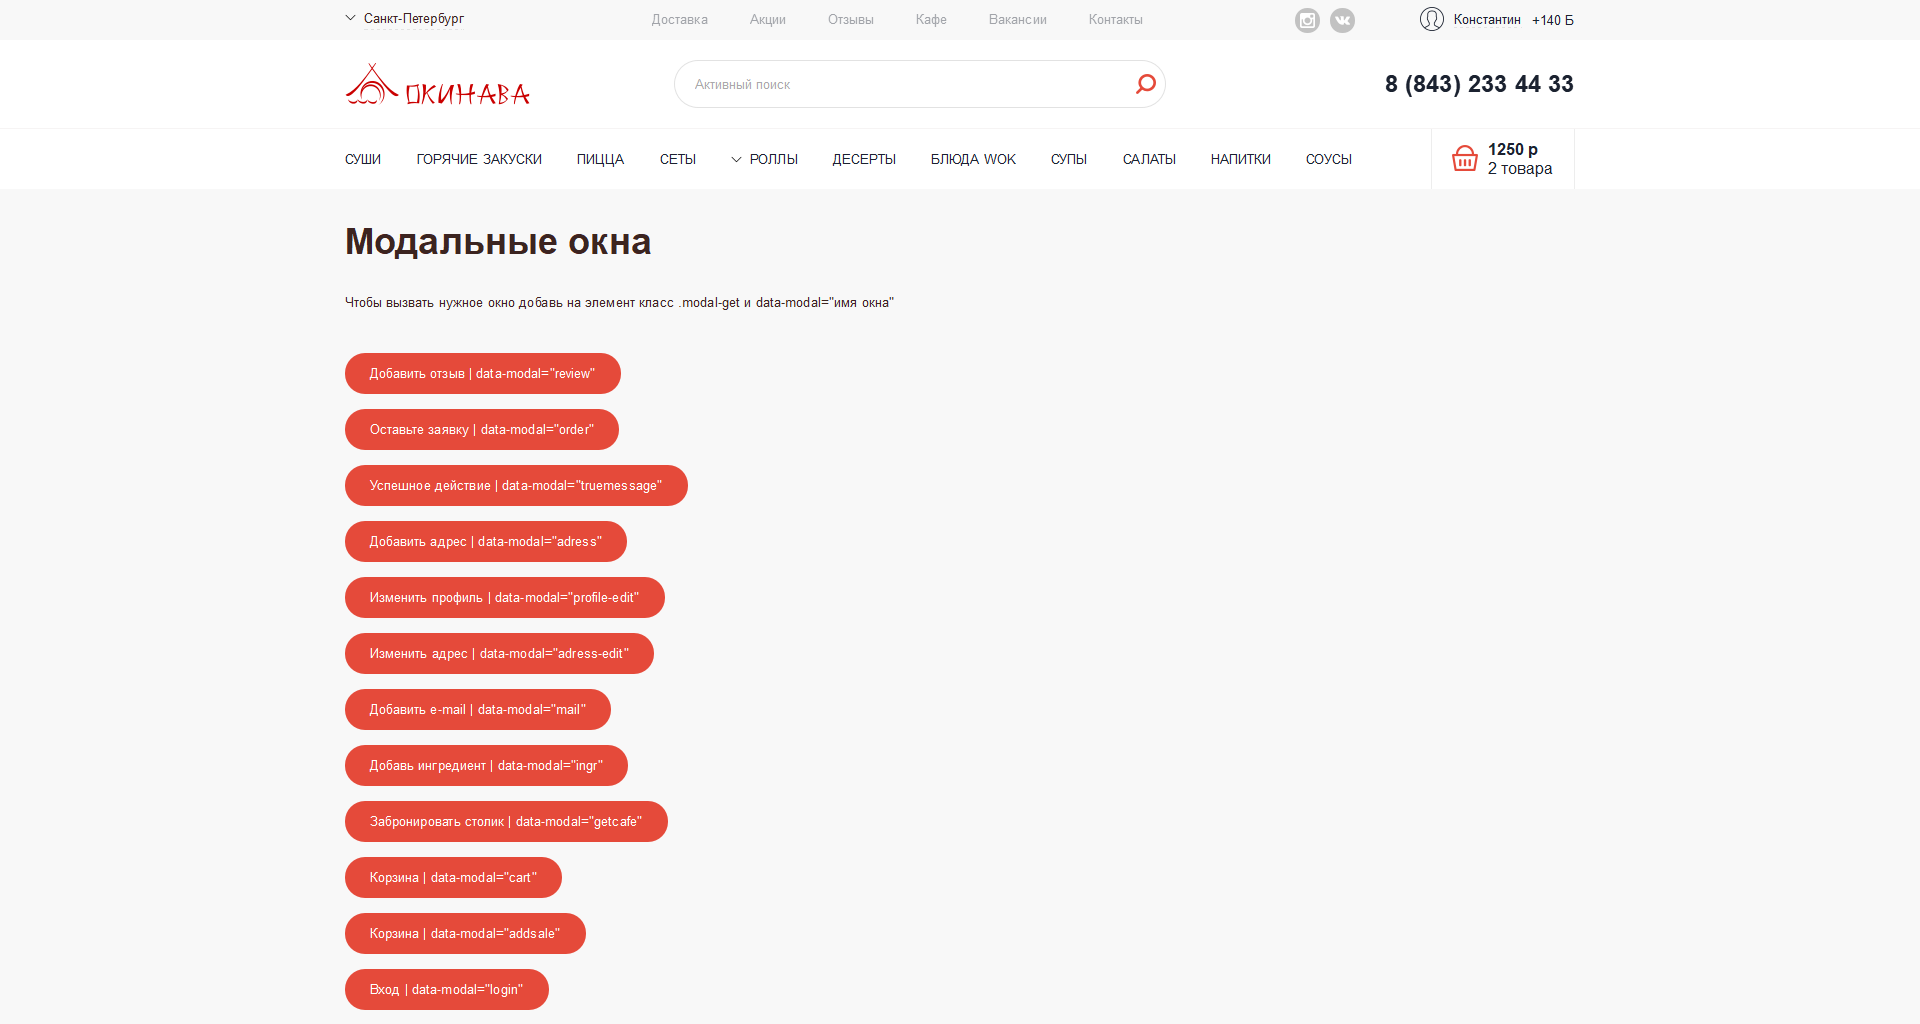 Санкт-Петербург
Доставка Акции Отзывы Кафе Вакансии Контакты
Константин +140 Б
ОКИНАВА
Активный поиск
8 (843) 233 44 33
СУШИ ГОРЯЧИЕ ЗАКУСКИ ПИЦЦА СЕТЫ РОЛЛЫ ДЕСЕРТЫ БЛЮДА WOK СУПЫ САЛАТЫ НАПИТКИ СОУСЫ
1250 р
2 товара
Модальные окна
Чтобы вызвать нужное окно добавь на элемент класс .modal-get и data-modal="имя окна"
Добавить отзыв | data-modal="review"
Оставьте заявку | data-modal="order"
Успешное действие | data-modal="truemessage"
Добавить адрес | data-modal="adress"
Изменить профиль | data-modal="profile-edit"
Изменить адрес | data-modal="adress-edit"
Добавить e-mail | data-modal="mail"
Добавь ингредиент | data-modal="ingr"
Забронировать столик | data-modal="getcafe"
Корзина | data-modal="cart"
Корзина | data-modal="addsale"
Вход | data-modal="login"